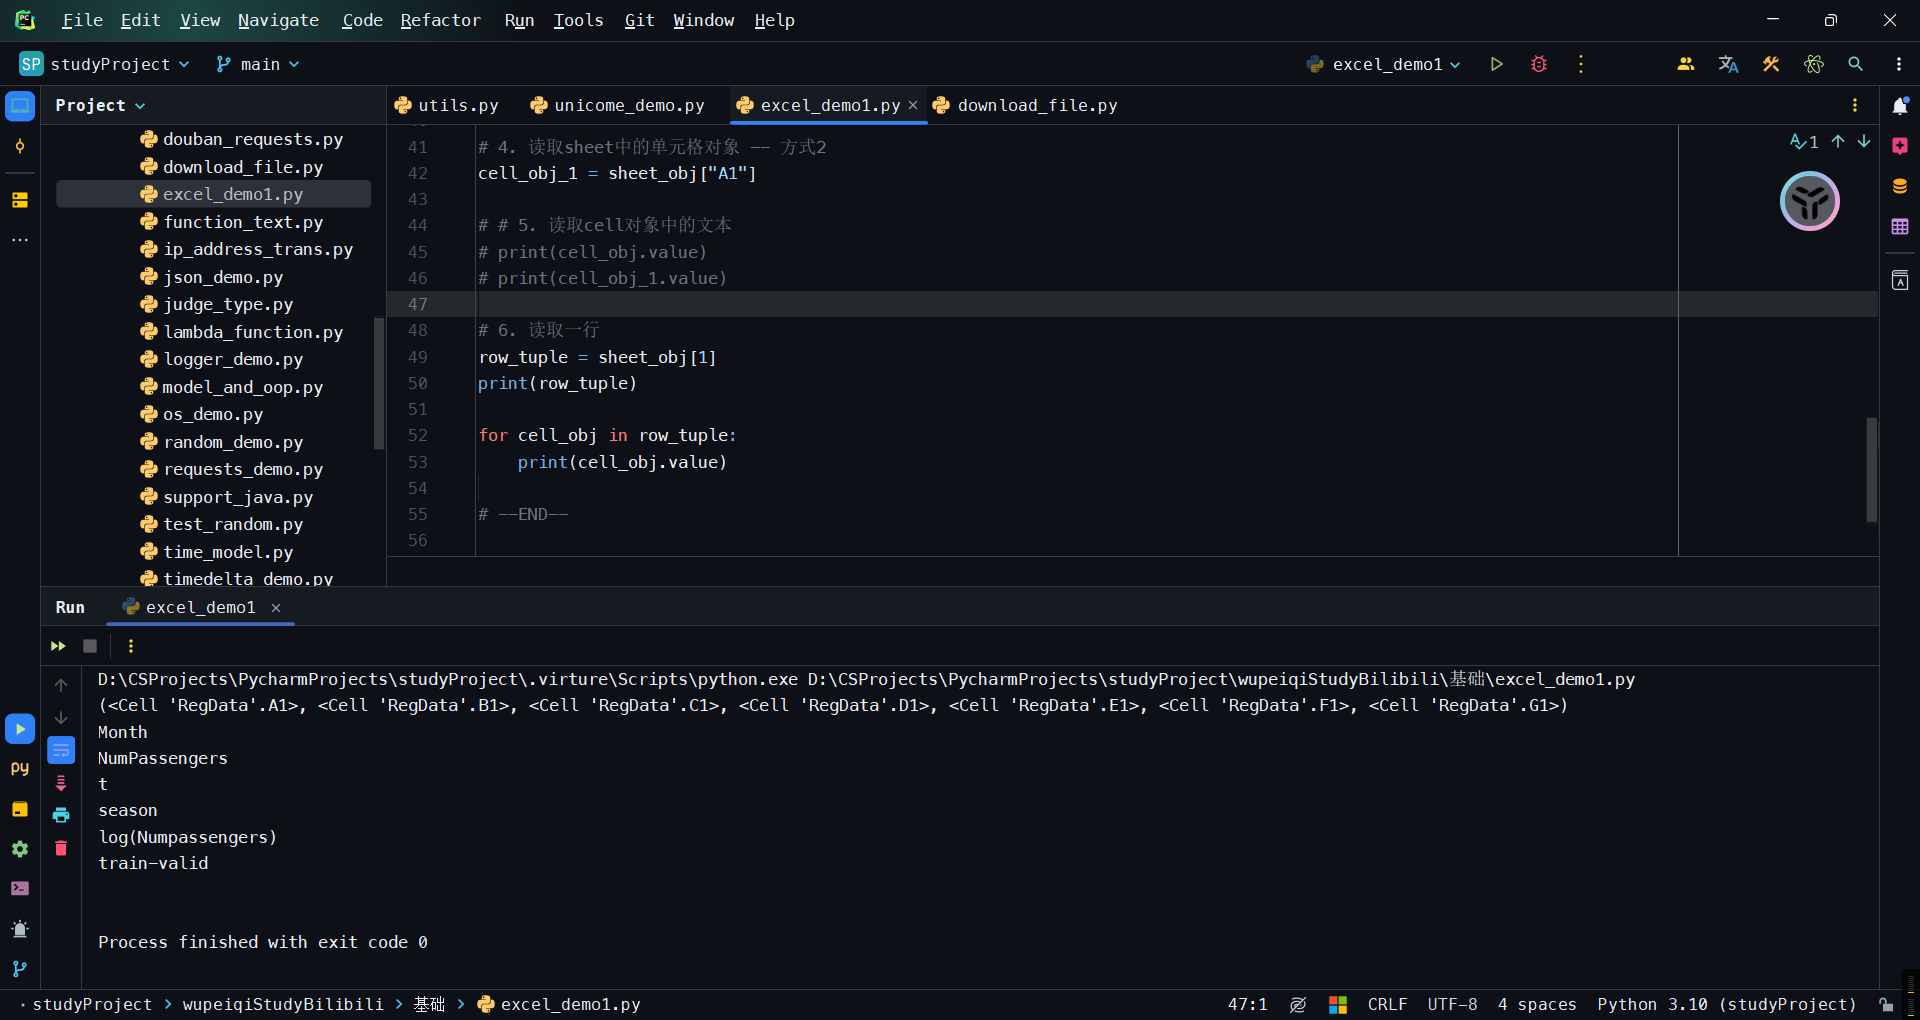 File Edit View Navigate Code Refactor Run Tools Git Window Help
SP studyProject main excel_demo1
Project
utils.py unicome_demo.py excel_demo1.py download_file.py
douban_requests.py
download_file.py
excel_demo1.py
function_text.py
ip_address_trans.py
json_demo.py
judge_type.py
lambda_function.py
logger_demo.py
model_and_oop.py
os_demo.py
random_demo.py
requests_demo.py
support_java.py
test_random.py
time_model.py
timedelta_demo.py
1
41 # 4. 读取sheet中的单元格对象 -- 方式2
42 cell_obj_1 = sheet_obj["A1"]
43
44 # # 5. 读取cell对象中的文本
45 # print(cell_obj.value)
46 # print(cell_obj_1.value)
47
48 # 6. 读取一行
49 row_tuple = sheet_obj[1]
50 print(row_tuple)
51
52 for cell_obj in row_tuple:
53 print(cell_obj.value)
54
55 # --END--
56
Run excel_demo1
D:\CSProjects\PycharmProjects\studyProject\.virture\Scripts\python.exe D:\CSProjects\PycharmProjects\studyProject\wupeiqiStudyBilibili\基础\excel_demo1.py
(<Cell 'RegData'.A1>, <Cell 'RegData'.B1>, <Cell 'RegData'.C1>, <Cell 'RegData'.D1>, <Cell 'RegData'.E1>, <Cell 'RegData'.F1>, <Cell 'RegData'.G1>)
Month
NumPassengers
t
season
log(Numpassengers)
train-valid
Process finished with exit code 0
studyProject > wupeiqiStudyBilibili > 基础 > excel_demo1.py
47:1 CRLF UTF-8 4 spaces Python 3.10 (studyProject)